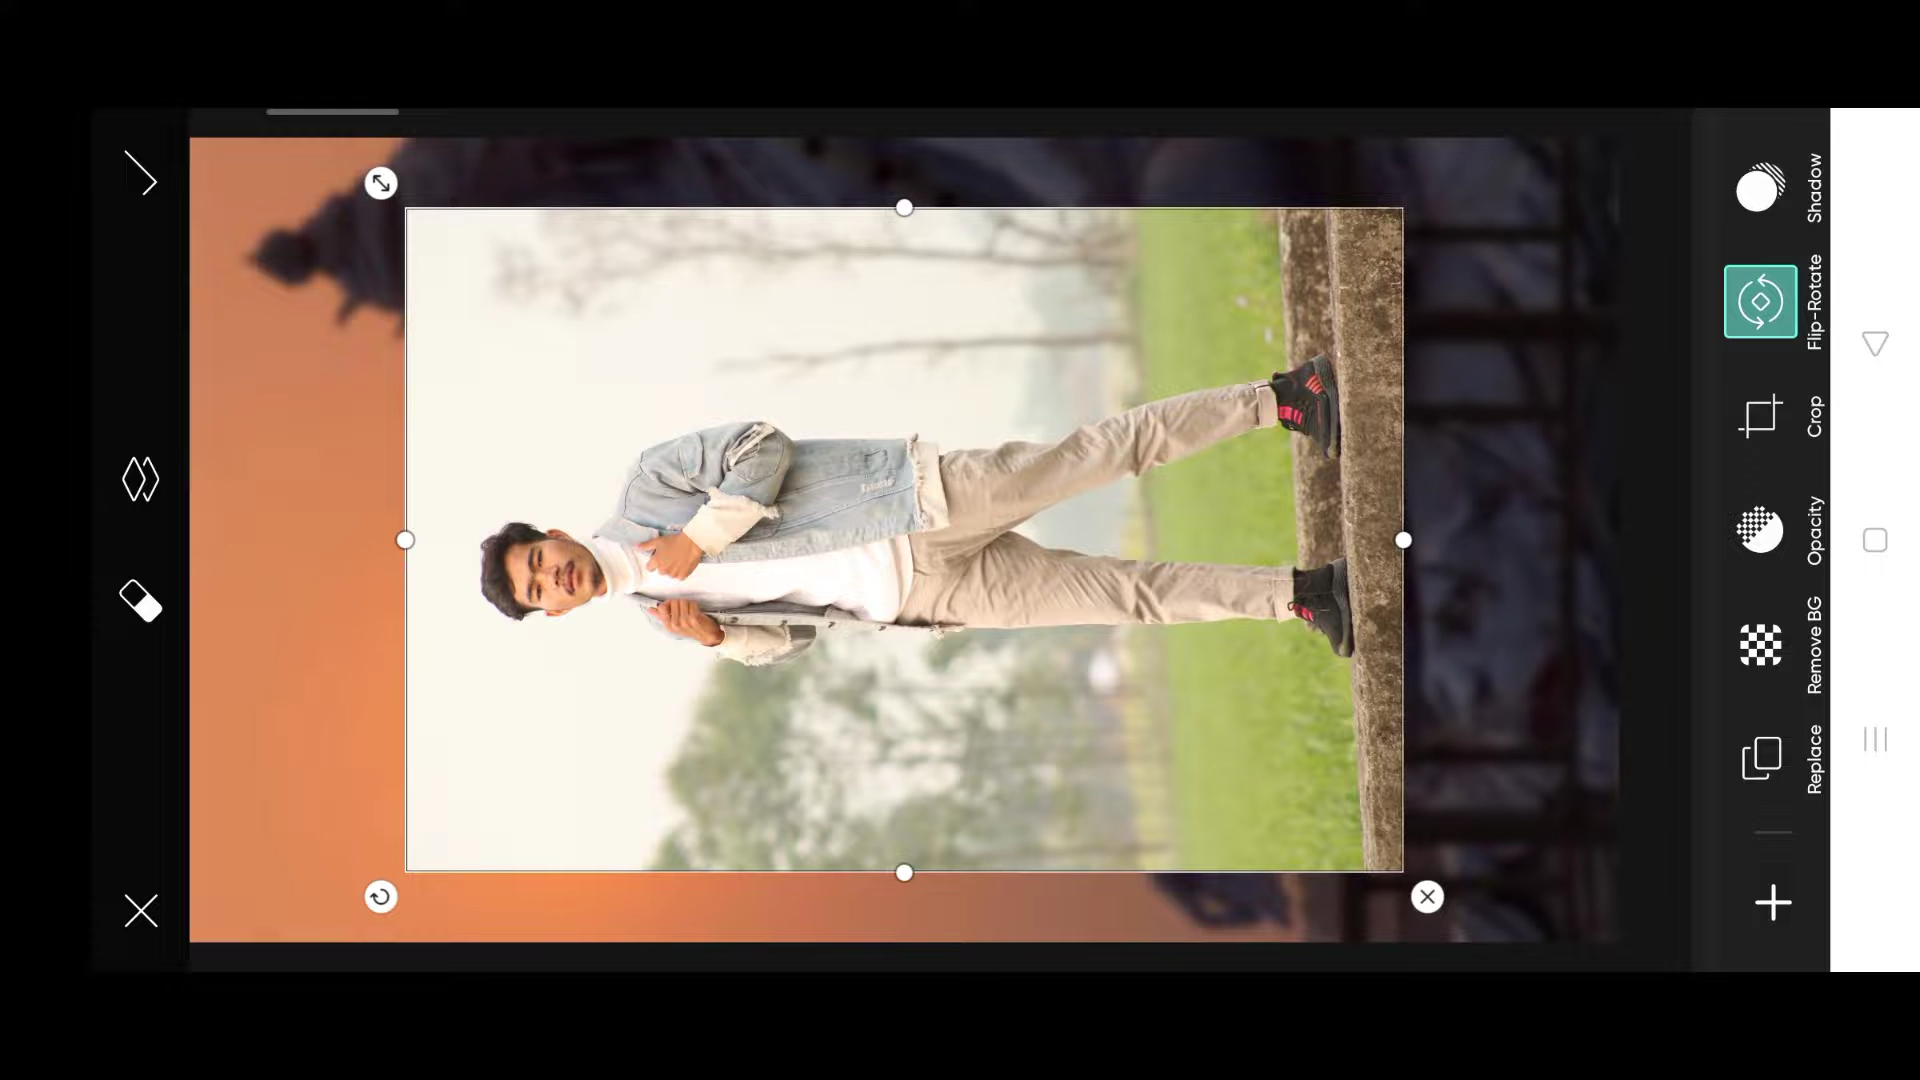 Replace
Remove BG
Opacity
Crop
Flip-Rotate
Shadow